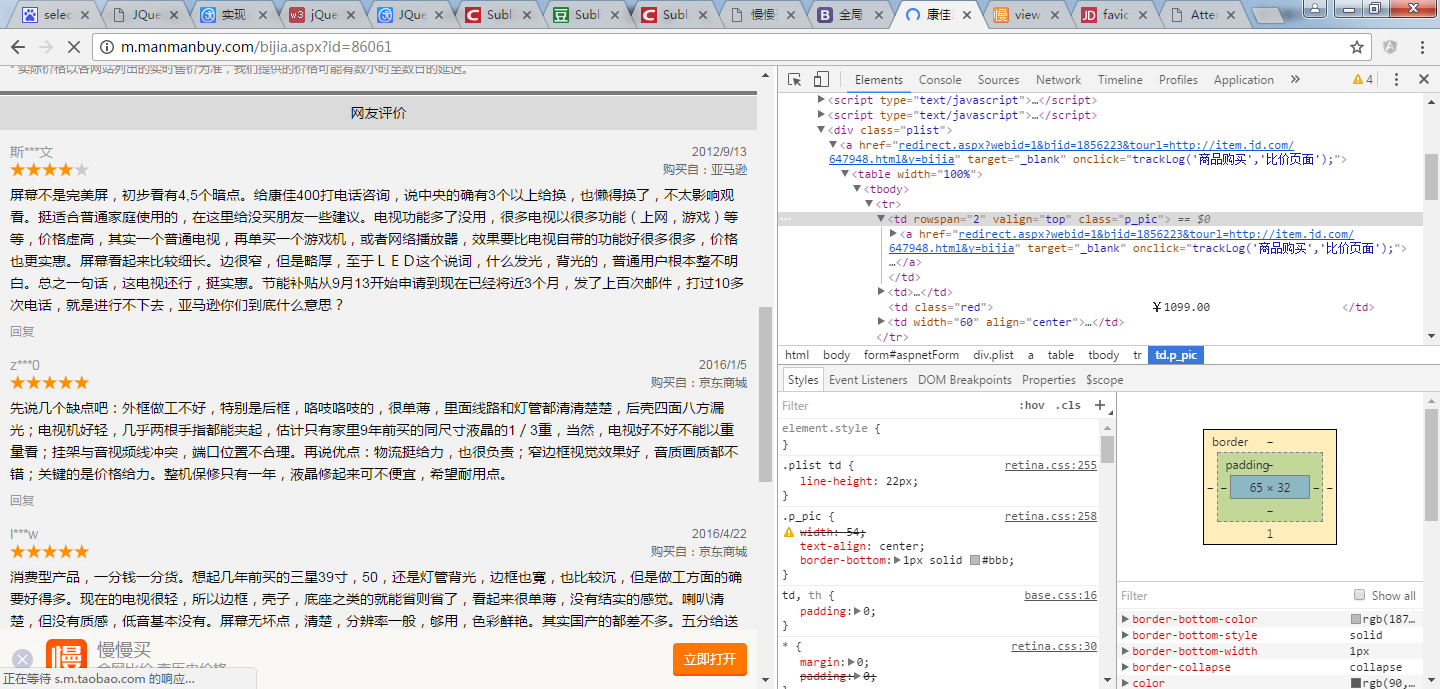 selec
JQue
实现
jQue
JQue
Subli
Subli
Subli
慢慢
全局
康佳
view
favic
Atte
m.manmanbuy.com/bijia.aspx?id=86061
* 实际价格以各网站列出的实时售价为准，我们提供的价格可能有数小时至数日的延迟。
网友评价
斯***文
2012/9/13
购买自：亚马逊
屏幕不是完美屏，初步看有4,5个暗点。给康佳400打电话咨询，说中央的确有3个以上给换，也懒得换了，不太影响观
看。挺适合普通家庭使用的，在这里给没买朋友一些建议。电视功能多了没用，很多电视以很多功能（上网，游戏）等
等，价格虚高，其实一个普通电视，再单买一个游戏机，或者网络播放器，效果要比电视自带的功能好很多很多，价格
也更实惠。屏幕看起来比较细长。边很窄，但是略厚，至于ＬＥＤ这个说词，什么发光，背光的，普通用户根本整不明
白。总之一句话，这电视还行，挺实惠。节能补贴从9月13开始申请到现在已经将近3个月，发了上百次邮件，打过10多
次电话，就是进行不下去，亚马逊你们到底什么意思？
回复
z***0
2016/1/5
购买自：京东商城
先说几个缺点吧：外框做工不好，特别是后框，咯吱咯吱的，很单薄，里面线路和灯管都清清楚楚，后壳四面八方漏
光；电视机好轻，几乎两根手指都能夹起，估计只有家里9年前买的同尺寸液晶的1／3重，当然，电视好不好不能以重
量看；挂架与音视频线冲突，端口位置不合理。再说优点：物流挺给力，也很负责；窄边框视觉效果好，音质画质都不
错；关键的是价格给力。整机保修只有一年，液晶修起来可不便宜，希望耐用点。
回复
l***w
2016/4/22
购买自：京东商城
消费型产品，一分钱一分货。想起几年前买的三星39寸，50，还是灯管背光，边框也寛，也比较沉，但是做工方面的确
要好得多。现在的电视很轻，所以边框，壳子，底座之类的就能省则省了，看起来很单薄，没有结实的感觉。喇叭清
楚，但没有质感，低音基本没有。屏幕无坏点，清楚，分辨率一般，够用，色彩鲜艳。其实国产的都差不多。五分给送
慢
慢慢买
全网比价 查历史价格
立即打开
正在等待 s.m.taobao.com 的响应...
Elements Console Sources Network Timeline Profiles Application » 4
<script type="text/javascript">…</script>
<script type="text/javascript">…</script>
<div class="plist">
<a href="redirect.aspx?webid=1&bjid=1856223&tourl=http://item.jd.com/
647948.html&y=bijia" target="_blank" onclick="trackLog('商品购买','比价页面');">
<table width="100%">
<tbody>
<tr>
<td rowspan="2" valign="top" class="p_pic"> == $0
<a href="redirect.aspx?webid=1&bjid=1856223&tourl=http://item.jd.com/
647948.html&y=bijia" target="_blank" onclick="trackLog('商品购买','比价页面');">
…</a>
</td>
<td>…</td>
<td class="red"> ￥1099.00 </td>
<td width="60" align="center">…</td>
</tr>
html body form#aspnetForm div.plist a table tbody tr td.p_pic
Styles Event Listeners DOM Breakpoints Properties $scope
Filter :hov .cls +
element.style {
}
.plist td { retina.css:255
line-height: 22px;
}
.p_pic { retina.css:258
width: 54;
text-align: center;
border-bottom: 1px solid #bbb;
}
td, th { base.css:16
padding: 0;
}
* { retina.css:30
margin: 0;
padding: 0;
border –
padding –
– – 65 × 32 – –
–
1
Filter Show all
border-bottom-color rgb(187…
border-bottom-style solid
border-bottom-width 1px
border-collapse collapse
color rgb(90,…